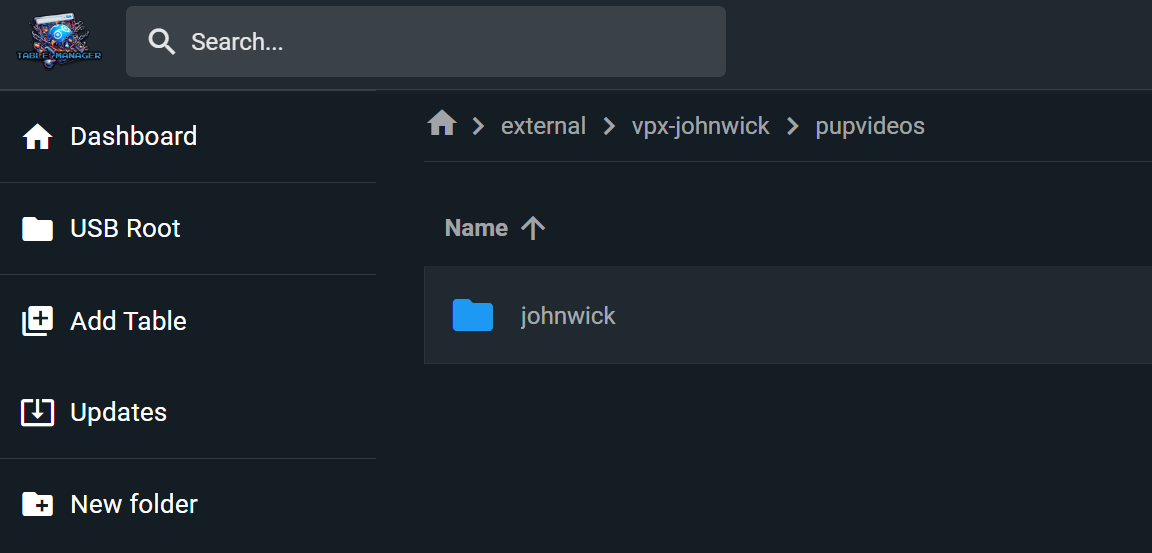 TABLE MANAGER
Search...
Dashboard
USB Root
Add Table
Updates
New folder
external
vpx-johnwick
pupvideos
Name
johnwick